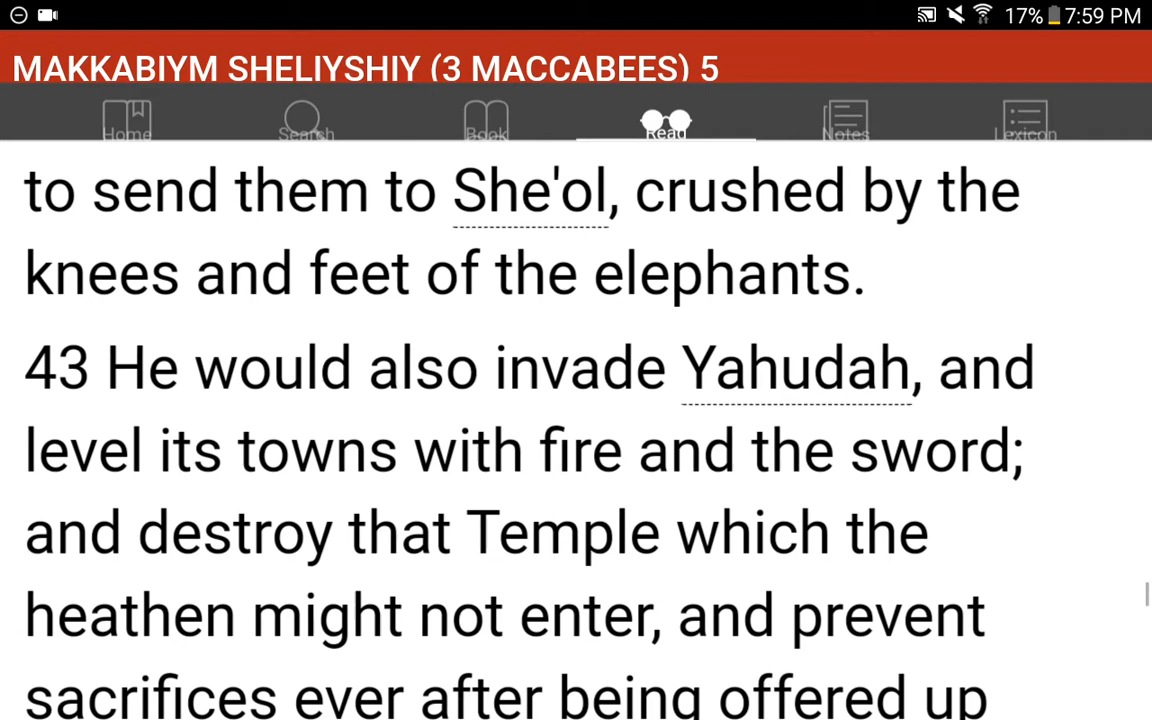 17% 7:59 PM
MAKKABIYM SHELIYSHIY (3 MACCABEES) 5
Home Search Book Read Notes Lexicon
to send them to She'ol, crushed by the
knees and feet of the elephants.
43 He would also invade Yahudah, and
level its towns with fire and the sword;
and destroy that Temple which the
heathen might not enter, and prevent
sacrifices ever after being offered up